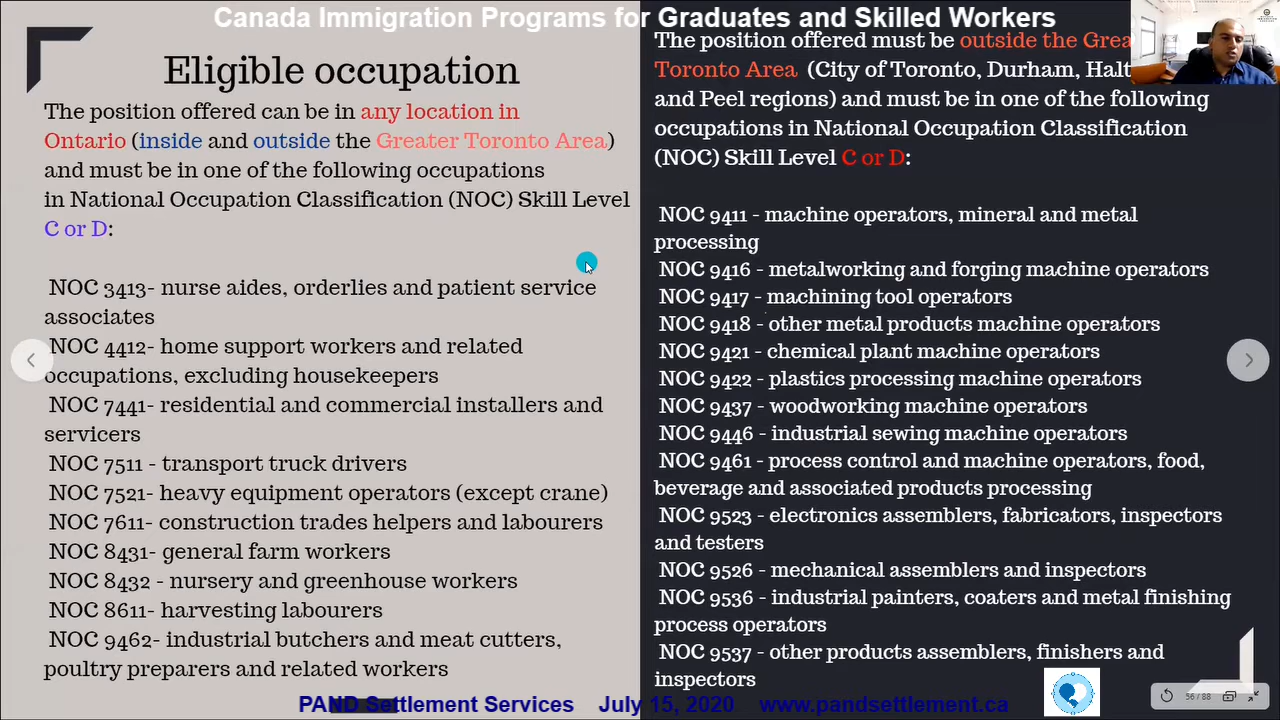 Canada Immigration Programs for Graduates and Skilled Workers
Eligible occupation
The position offered can be in any location in
Ontario (inside and outside the Greater Toronto Area)
and must be in one of the following occupations
in National Occupation Classification (NOC) Skill Level
C or D:
NOC 3413- nurse aides, orderlies and patient service
associates
NOC 4412- home support workers and related
occupations, excluding housekeepers
NOC 7441- residential and commercial installers and
servicers
NOC 7511 - transport truck drivers
NOC 7521- heavy equipment operators (except crane)
NOC 7611- construction trades helpers and labourers
NOC 8431- general farm workers
NOC 8432 - nursery and greenhouse workers
NOC 8611- harvesting labourers
NOC 9462- industrial butchers and meat cutters,
poultry preparers and related workers
The position offered must be outside the
Toronto Area (City of Toronto, Durham,
and Peel regions) and must be in one of the following
occupations in National Occupation Classification
(NOC) Skill Level C or D:
NOC 9411 - machine operators, mineral and metal
processing
NOC 9416 - metalworking and forging machine operators
NOC 9417 - machining tool operators
NOC 9418 - other metal products machine operators
NOC 9421 - chemical plant machine operators
NOC 9422 - plastics processing machine operators
NOC 9437 - woodworking machine operators
NOC 9446 - industrial sewing machine operators
NOC 9461 - process control and machine operators, food,
beverage and associated products processing
NOC 9523 - electronics assemblers, fabricators, inspectors
and testers
NOC 9526 - mechanical assemblers and inspectors
NOC 9536 - industrial painters, coaters and metal finishing
process operators
NOC 9537 - other products assemblers, finishers and
inspectors
PAND Settlement Services July 15, 2020 www.pandsettlement.ca
56 / 88